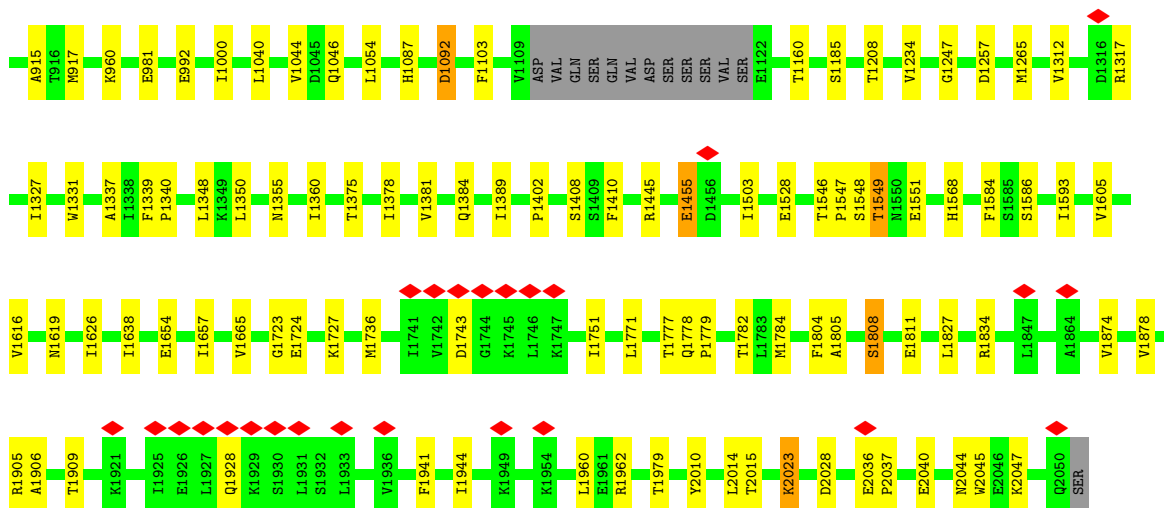 A915 T916 M917 K960 E981 E992 I1000 L1040 V1044 D1045 Q1046 L1054 H1087 D1092 F1103 V1109 ASP VAL GLN SER GLN VAL ASP SER SER SER VAL SER E1122 T1160 S1185 T1208 V1234 G1247 D1257 M1265 V1312 D1316 R1317
I1327 W1331 A1337 I1338 F1339 P1340 L1348 K1349 L1350 N1355 I1360 T1375 I1378 V1381 Q1384 I1389 P1402 S1408 S1409 F1410 R1445 E1455 D1456 I1503 E1528 T1546 P1547 S1548 T1549 N1550 E1551 H1568 F1584 S1585 S1586 I1593 V1605
V1616 N1619 I1626 I1638 E1654 I1657 V1665 G1723 E1724 K1727 M1736 I1741 V1742 D1743 G1744 K1745 L1746 K1747 I1751 L1771 T1777 Q1778 P1779 T1782 L1783 M1784 F1804 A1805 S1808 E1811 L1827 R1834 L1847 A1864 V1874 V1878
R1905 A1906 T1909 K1921 I1925 E1926 L1927 Q1928 K1929 S1930 L1931 S1932 L1933 V1936 F1941 I1944 K1949 K1954 L1960 E1961 R1962 T1979 Y2010 L2014 T2015 K2023 D2028 E2036 P2037 E2040 N2044 W2045 E2046 K2047 Q2050 SER